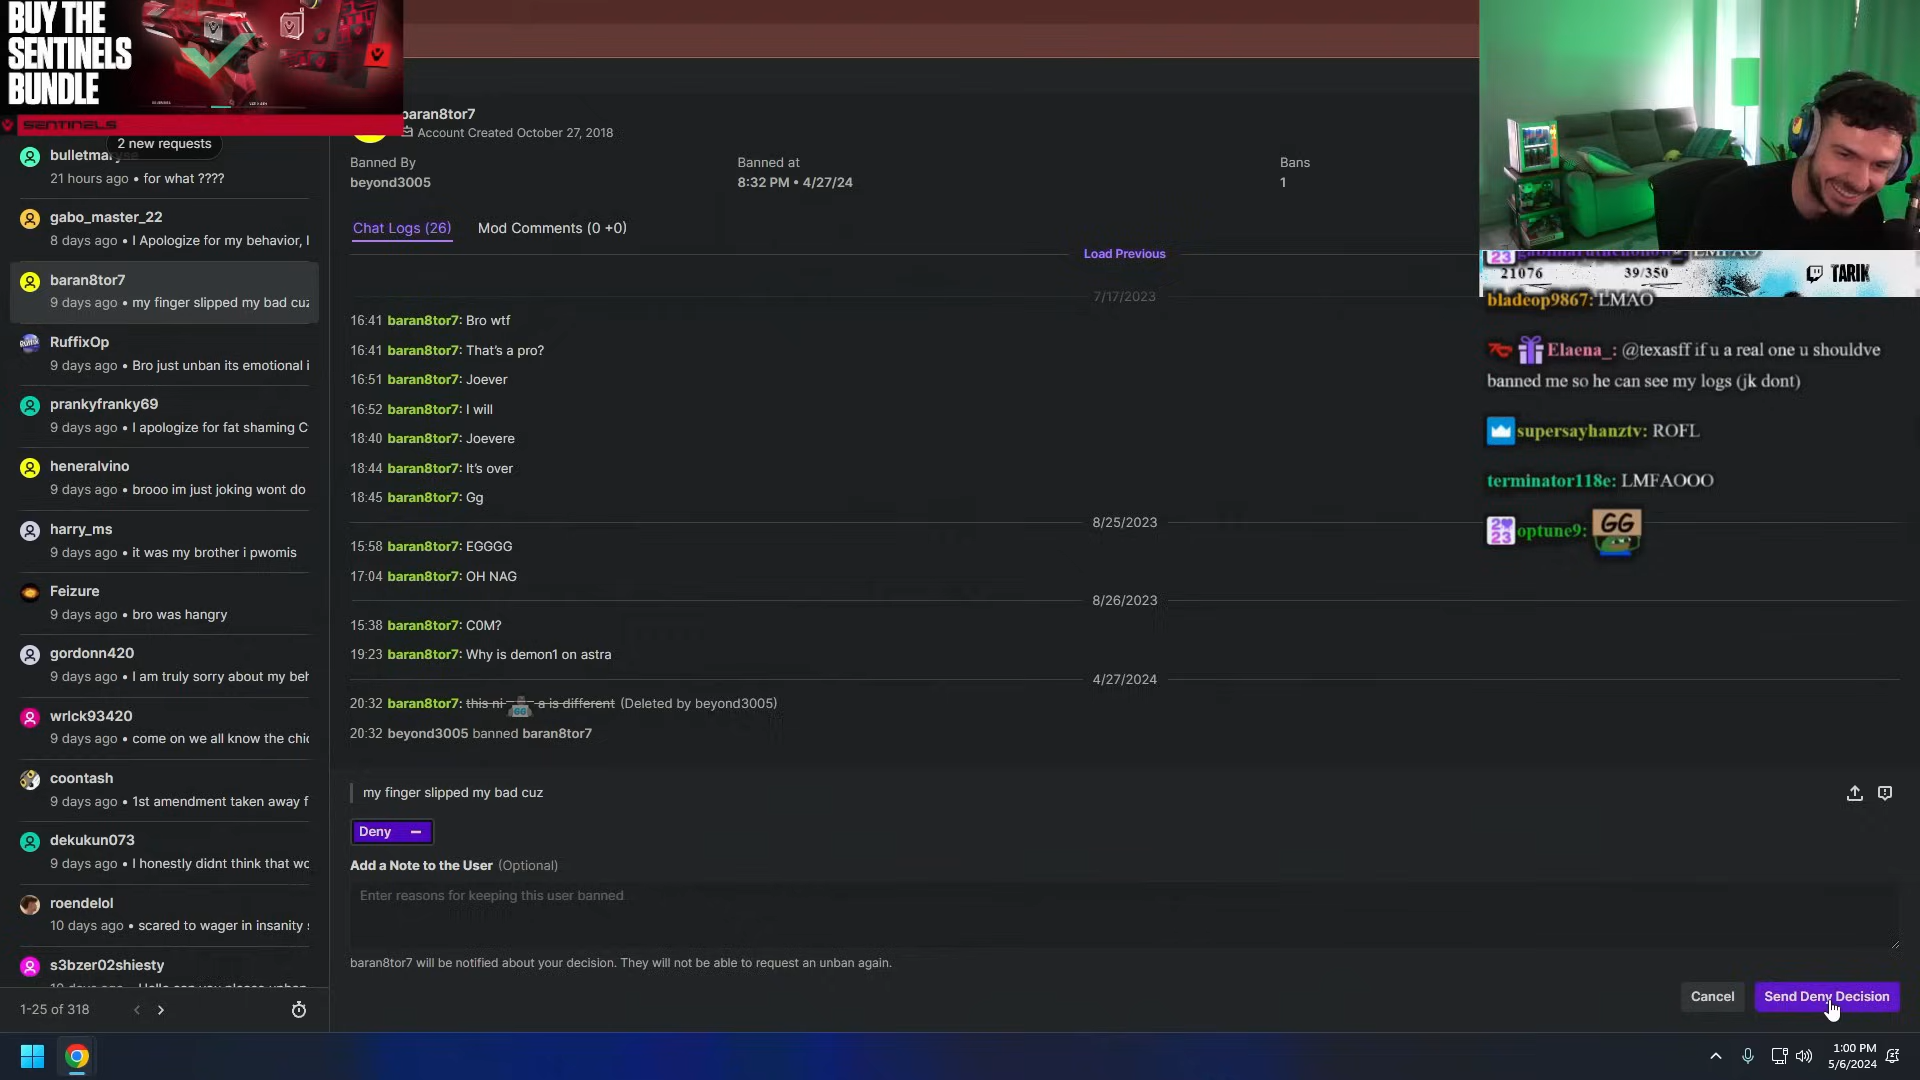 BUY THE
SENTINELS
BUNDLE
SENTINELS
2 new requests
bulletma
21 hours ago • for what ????
gabo_master_22
8 days ago • I Apologize for my behavior, I
baran8tor7
9 days ago • my finger slipped my bad cuz
RuffixOp
9 days ago • Bro just unban its emotional i
prankyfranky69
9 days ago • I apologize for fat shaming C
heneralvino
9 days ago • brooo im just joking wont do
harry_ms
9 days ago • it was my brother i pwomis
Feizure
9 days ago • bro was hangry
gordonn420
9 days ago • I am truly sorry about my beh
wrlck93420
9 days ago • come on we all know the chic
coontash
9 days ago • 1st amendment taken away f
dekukun073
9 days ago • I honestly didnt think that wo
roendelol
10 days ago • scared to wager in insanity s
s3bzer02shiesty
1-25 of 318
baran8tor7
Account Created October 27, 2018
Banned By
beyond3005
Banned at
8:32 PM • 4/27/24
Bans
1
Chat Logs (26)
Mod Comments (0 +0)
Load Previous
7/17/2023
16:41 baran8tor7: Bro wtf
16:41 baran8tor7: That's a pro?
16:51 baran8tor7: Joever
16:52 baran8tor7: I will
18:40 baran8tor7: Joevere
18:44 baran8tor7: It's over
18:45 baran8tor7: Gg
8/25/2023
15:58 baran8tor7: EGGGG
17:04 baran8tor7: OH NAG
8/26/2023
15:38 baran8tor7: C0M?
19:23 baran8tor7: Why is demon1 on astra
4/27/2024
20:32 baran8tor7: this ni GG a is different (Deleted by beyond3005)
20:32 beyond3005 banned baran8tor7
my finger slipped my bad cuz
Deny
Add a Note to the User (Optional)
Enter reasons for keeping this user banned
baran8tor7 will be notified about your decision. They will not be able to request an unban again.
Cancel
Send Deny Decision
21076
39/350
TARIK
bladeop9867: LMAO
Elaena_: @texasff if u a real one u shouldve
banned me so he can see my logs (jk dont)
supersayhanztv: ROFL
terminator118e: LMFAOOO
optune9: GG
1:00 PM
5/6/2024